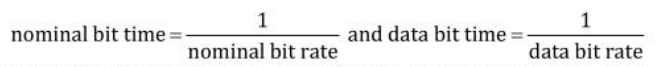 nominal bit time = 1 / nominal bit rate and data bit time = 1 / data bit rate